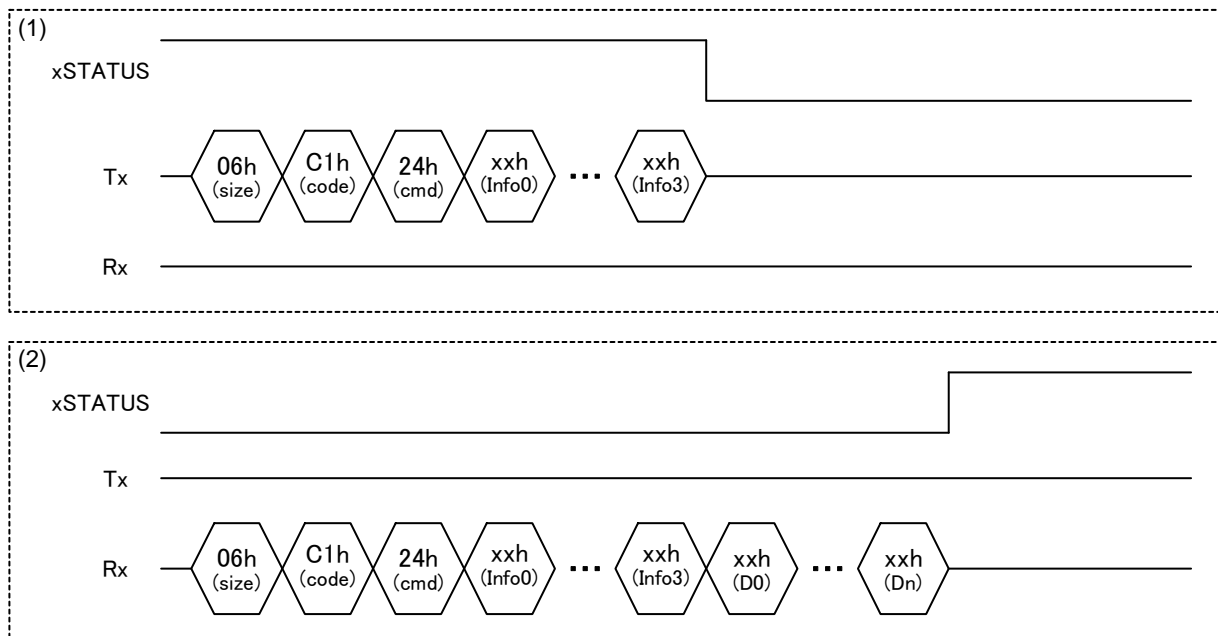 (1)
xSTATUS
Tx
06h
(size)
C1h
(code)
24h
(cmd)
xxh
(Info0)
...
xxh
(Info3)
Rx
(2)
xSTATUS
Tx
Rx
06h
(size)
C1h
(code)
24h
(cmd)
xxh
(Info0)
...
xxh
(Info3)
xxh
(D0)
...
xxh
(Dn)